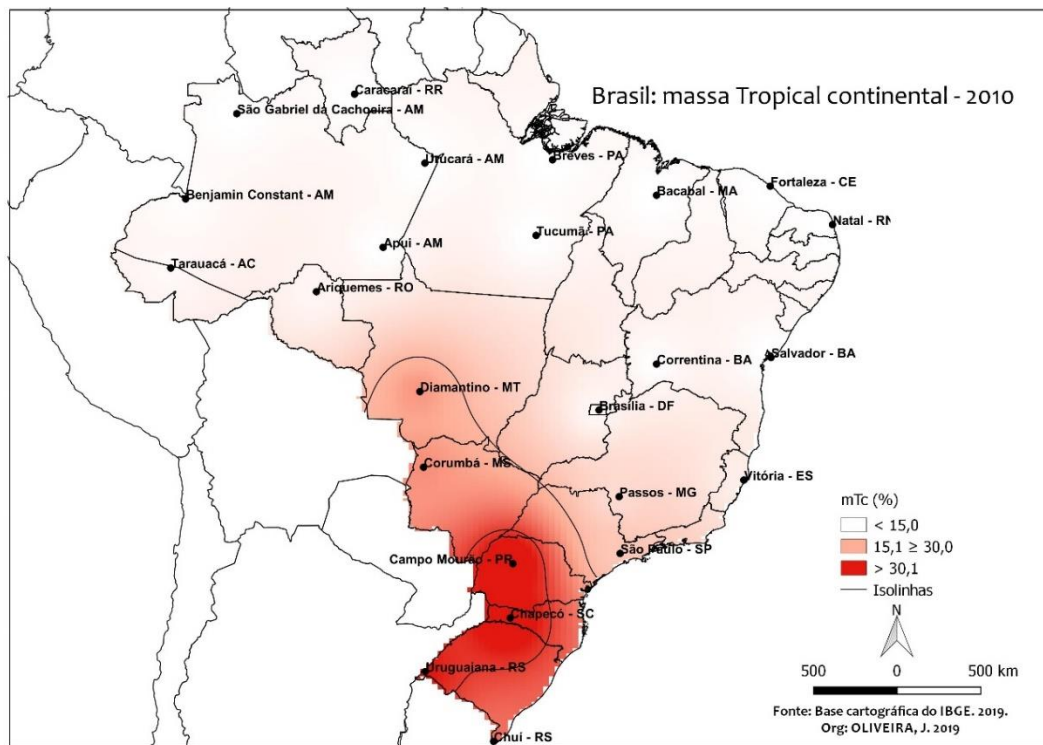 Brasil: massa Tropical continental - 2010
Caracaraí - RR
São Gabriel da Cachoeira - AM
Urucará - AM
Breves - PA
Benjamin Constant - AM
Bacabal - MA
Fortaleza - CE
Natal - RN
Apuí - AM
Tucumã - PA
Tarauacá - AC
Ariquemes - RO
Correntina - BA
Salvador - BA
Diamantino - MT
Brasília - DF
Corumbá - MS
Passos - MG
Vitória - ES
Campo Mourão - PR
São Paulo - SP
Chapecó - SC
Uruguaiana - RS
Chuí - RS
mTc (%)
< 15,0
15,1 ≥ 30,0
> 30,1
Isolinhas
N
500 0 500 km
Fonte: Base cartográfica do IBGE. 2019.
Org: OLIVEIRA, J. 2019